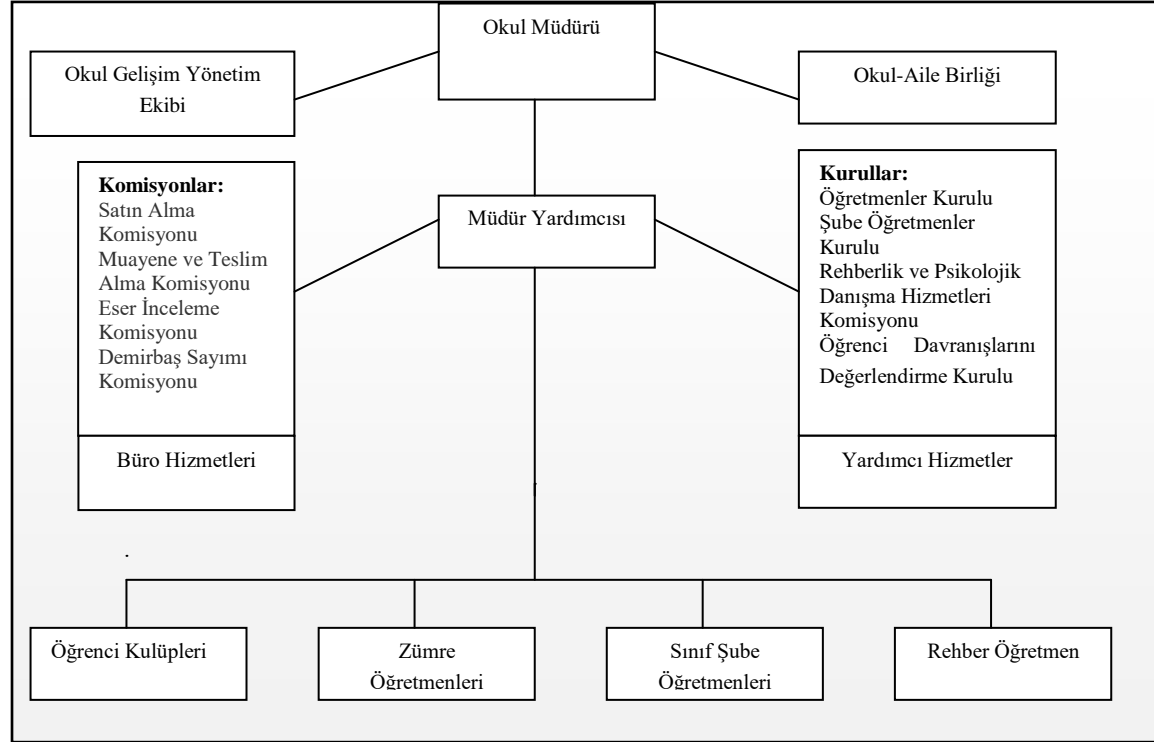 Okul Müdürü
Okul Gelişim Yönetim
Ekibi
Okul-Aile Birliği
Komisyonlar:
Satın Alma
Komisyonu
Muayene ve Teslim
Alma Komisyonu
Eser İnceleme
Komisyonu
Demirbaş Sayımı
Komisyonu
Müdür Yardımcısı
Kurullar:
Öğretmenler Kurulu
Şube Öğretmenler
Kurulu
Rehberlik ve Psikolojik
Danışma Hizmetleri
Komisyonu
Öğrenci Davranışlarını
Değerlendirme Kurulu
Büro Hizmetleri
Yardımcı Hizmetler
Öğrenci Kulüpleri
Zümre
Öğretmenleri
Sınıf Şube
Öğretmenleri
Rehber Öğretmen